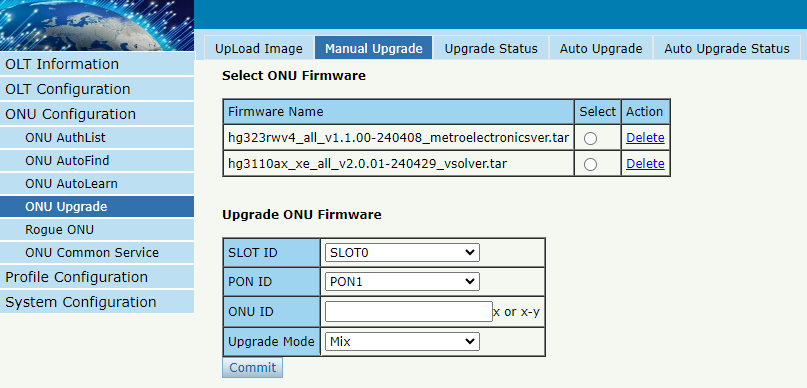 UpLoad Image Manual Upgrade Upgrade Status Auto Upgrade Auto Upgrade Status
OLT Information
OLT Configuration
ONU Configuration
ONU AuthList
ONU AutoFind
ONU AutoLearn
ONU Upgrade
Rogue ONU
ONU Common Service
Profile Configuration
System Configuration
Select ONU Firmware
Firmware Name Select Action
hg323rwv4_all_v1.1.00-240408_metroelectronicsver.tar Delete
hg3110ax_xe_all_v2.0.01-240429_vsolver.tar Delete
Upgrade ONU Firmware
SLOT ID SLOT0
PON ID PON1
ONU ID x or x-y
Upgrade Mode Mix
Commit